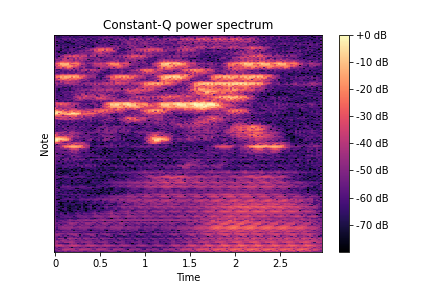 Constant-Q power spectrum
+0 dB
-10 dB
-20 dB
-30 dB
-40 dB
-50 dB
-60 dB
-70 dB
Note
0
0.5
1
1.5
2
2.5
Time